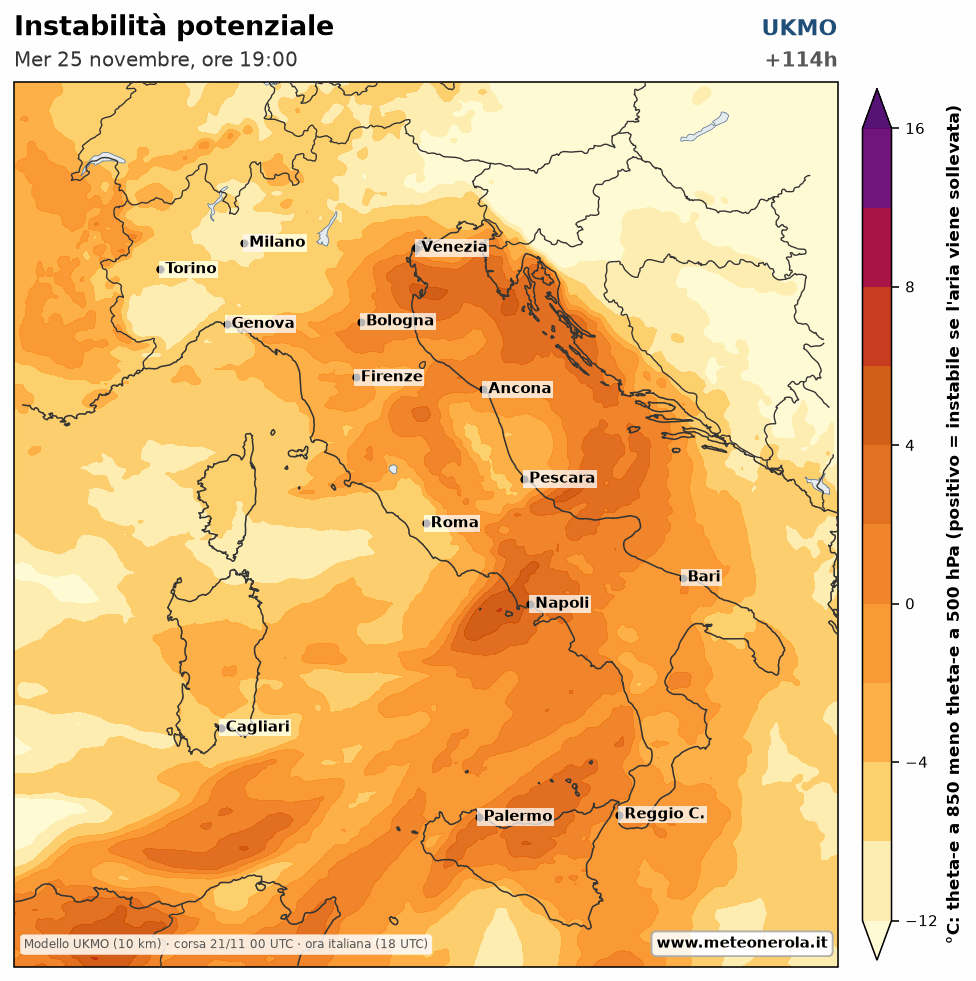 Instabilità potenziale
UKMO
Mer 25 novembre, ore 19:00
+114h
Milano
Venezia
Torino
Genova
Bologna
Firenze
Ancona
Pescara
Roma
Bari
Napoli
Cagliari
Palermo
Reggio C.
Modello UKMO (10 km) · corsa 21/11 00 UTC · ora italiana (18 UTC)
www.meteonerola.it
16
8
4
0
−4
−12
°C: theta-e a 850 meno theta-e a 500 hPa (positivo = instabile se l'aria viene sollevata)